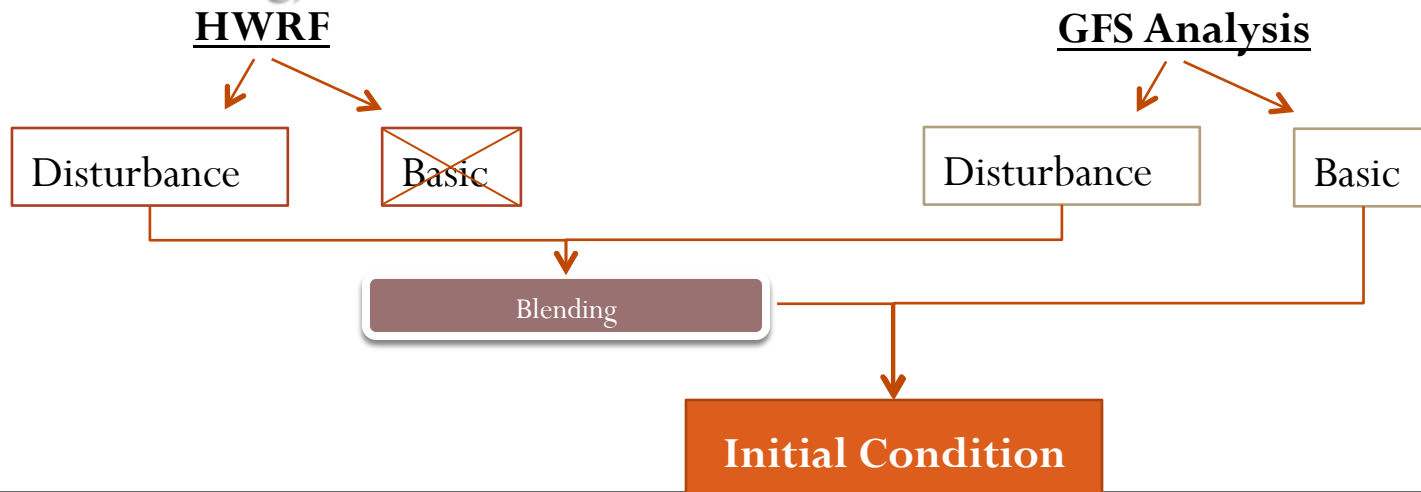 HWRF
GFS Analysis
Disturbance
Basic
Disturbance
Basic
Blending
Initial Condition